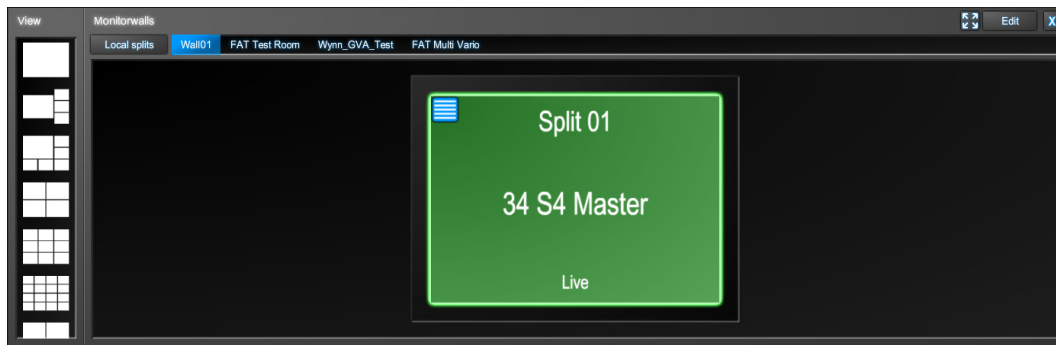 View
Monitorwalls
Edit
X
Local splits
Wall01
FAT Test Room
Wynn_GVA_Test
FAT Multi Vario
Split 01
34 S4 Master
Live